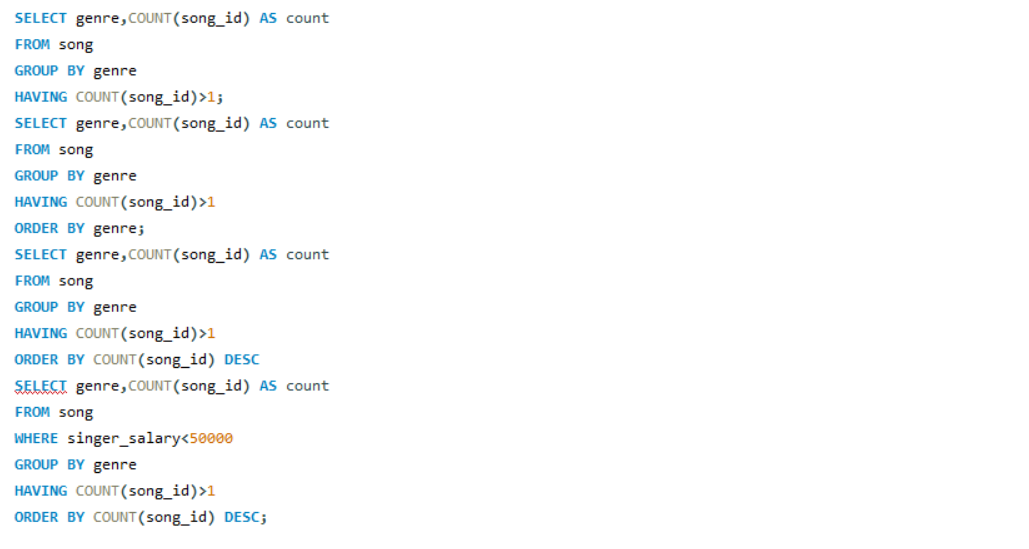 SELECT genre,COUNT(song_id) AS count
FROM song
GROUP BY genre
HAVING COUNT(song_id)>1;
SELECT genre,COUNT(song_id) AS count
FROM song
GROUP BY genre
HAVING COUNT(song_id)>1
ORDER BY genre;
SELECT genre,COUNT(song_id) AS count
FROM song
GROUP BY genre
HAVING COUNT(song_id)>1
ORDER BY COUNT(song_id) DESC
SELECT genre,COUNT(song_id) AS count
FROM song
WHERE singer_salary<50000
GROUP BY genre
HAVING COUNT(song_id)>1
ORDER BY COUNT(song_id) DESC;